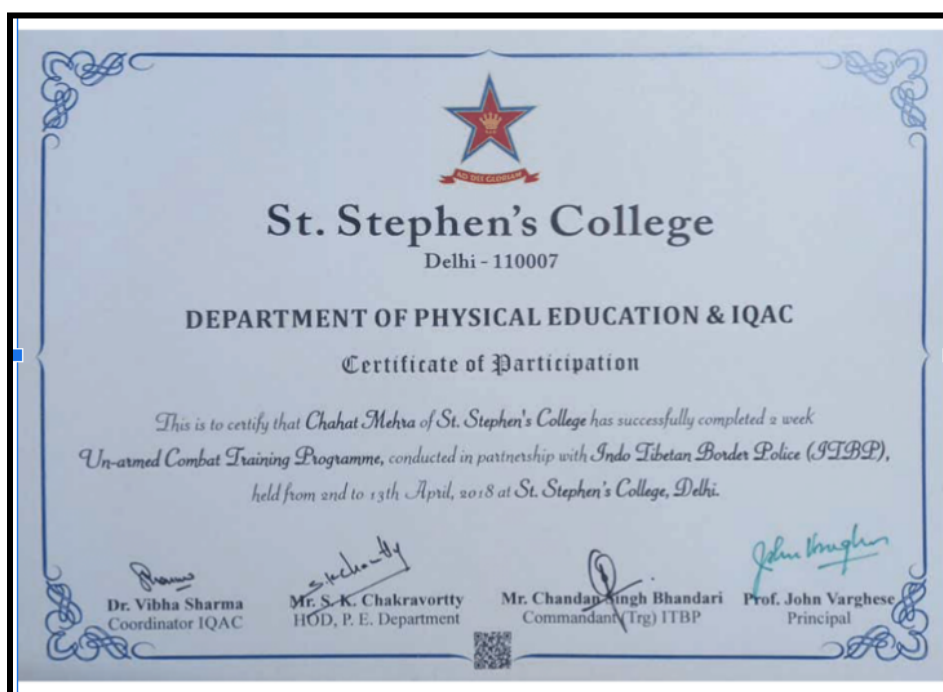 AD DEI GLORIAM
St. Stephen's College
Delhi - 110007
DEPARTMENT OF PHYSICAL EDUCATION & IQAC
Certificate of Participation
This is to certify that Chahat Mehra of St. Stephen's College has successfully completed 2 week
Un-armed Combat Training Programme, conducted in partnership with Indo Tibetan Border Police (ITBP),
held from 2nd to 13th April, 2018 at St. Stephen's College, Delhi.
Dr. Vibha Sharma Mr. S. K. Chakravortty Mr. Chandan Singh Bhandari Prof. John Varghese
Coordinator IQAC HOD, P. E. Department Commandant (Trg) ITBP Principal